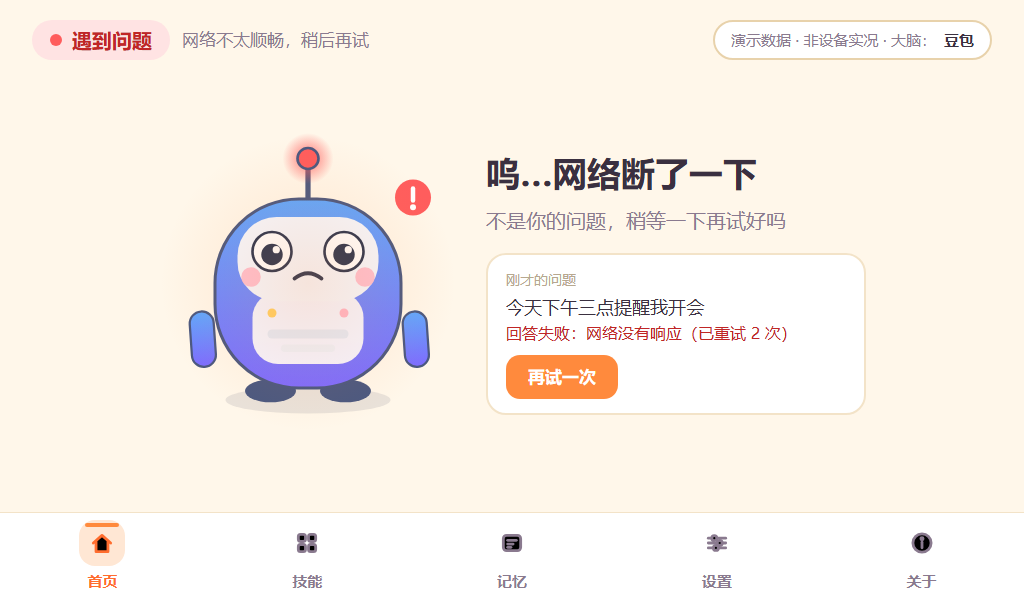 遇到问题
网络不太顺畅，稍后再试
演示数据 · 非设备实况 · 大脑： 豆包
呜…网络断了一下
不是你的问题，稍等一下再试好吗
刚才的问题
今天下午三点提醒我开会
回答失败：网络没有响应（已重试 2 次）
再试一次
首页
技能
记忆
设置
关于